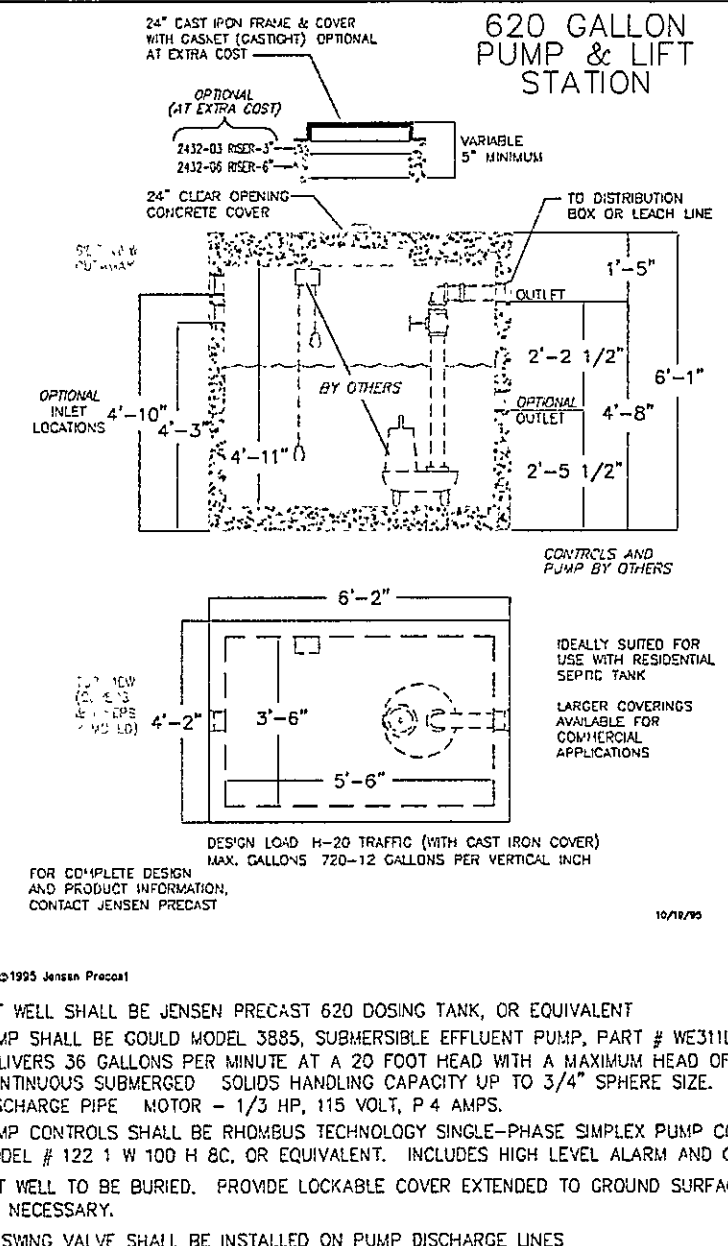 24" CAST IRON FRAME & COVER
WITH GASKET (GASTIGHT) OPTIONAL
AT EXTRA COST
620 GALLON
PUMP & LIFT
STATION
OPTIONAL
(AT EXTRA COST)
2432-03 RISER-3"
2432-06 RISER-6"
VARIABLE
5" MINIMUM
24" CLEAR OPENING
CONCRETE COVER
TO DISTRIBUTION
BOX OR LEACH LINE
1'-5"
OUTLET
2'-2 1/2"
6'-1"
BY OTHERS
OPTIONAL
INLET
LOCATIONS
4'-10"
4'-3"
4'-11"
OPTIONAL
OUTLET
4'-8"
2'-5 1/2"
CONTROLS AND
PUMP BY OTHERS
6'-2"
IDEALLY SUITED FOR
USE WITH RESIDENTIAL
SEPTIC TANK
4'-2"
3'-6"
LARGER COVERINGS
AVAILABLE FOR
COMMERCIAL
APPLICATIONS
5'-6"
DESIGN LOAD H-20 TRAFFIC (WITH CAST IRON COVER)
MAX. GALLONS 720-12 GALLONS PER VERTICAL INCH
FOR COMPLETE DESIGN
AND PRODUCT INFORMATION,
CONTACT JENSEN PRECAST
10/19/95
©1995 Jensen Precast
WELL SHALL BE JENSEN PRECAST 620 DOSING TANK, OR EQUIVALENT
SHALL BE GOULD MODEL 3885, SUBMERSIBLE EFFLUENT PUMP, PART #
36 GALLONS PER MINUTE AT A 20 FOOT HEAD WITH A MAXIMUM HEAD OF
SUBMERGED SOLIDS HANDLING CAPACITY UP TO 3/4" SPHERE SIZE.
PIPE MOTOR - 1/3 HP, 115 VOLT, P 4 AMPS.
CONTROLS SHALL BE RHOMBUS TECHNOLOGY SINGLE-PHASE SIMPLEX PUMP
# 122 1 W 100 H 8C, OR EQUIVALENT. INCLUDES HIGH LEVEL ALARM AND
WELL TO BE BURIED. PROVIDE LOCKABLE COVER EXTENDED TO GROUND
NECESSARY.
SWING VALVE SHALL BE INSTALLED ON PUMP DISCHARGE LINES